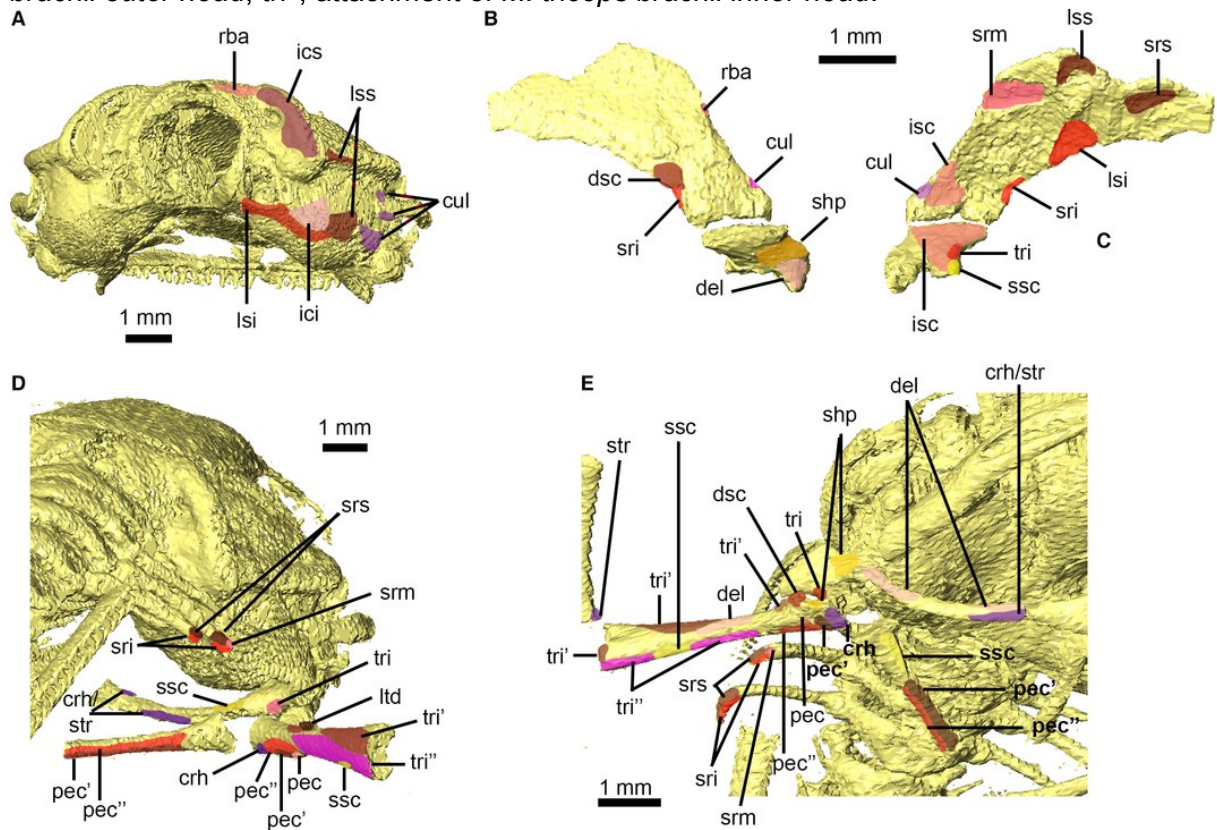 brachii outer head; tri", attachment of M. triceps brachii inner head.
A
rba
ics
lss
cul
lsi
ici
1 mm
B
rba
dsc
cul
sri
shp
del
lss
srm
srs
isc
cul
lsi
sri
C
tri
ssc
isc
D
1 mm
srs
srm
sri
tri
ssc
ltd
crh/
str
tri'
tri"
crh
pec"
pec'
pec
ssc
pec'
pec"
E
crh/str
del
shp
ssc
str
dsc
tri
tri'
tri'
del
tri'
crh
ssc
pec'
pec'
srs
tri"
pec
pec"
sri
pec"
srm
1 mm